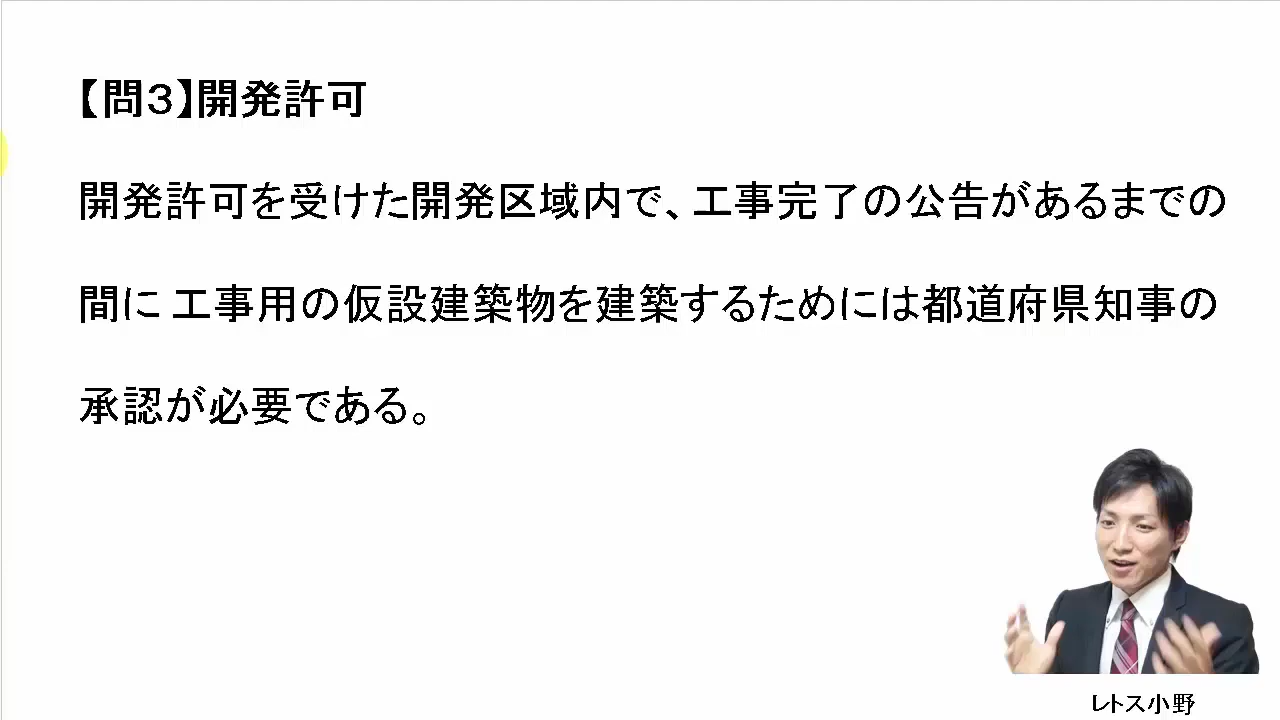 【問３】開発許可
開発許可を受けた開発区域内で、工事完了の公告があるまでの
間に 工事用の仮設建築物を建築するためには都道府県知事の
承認が必要である。
レトス小野